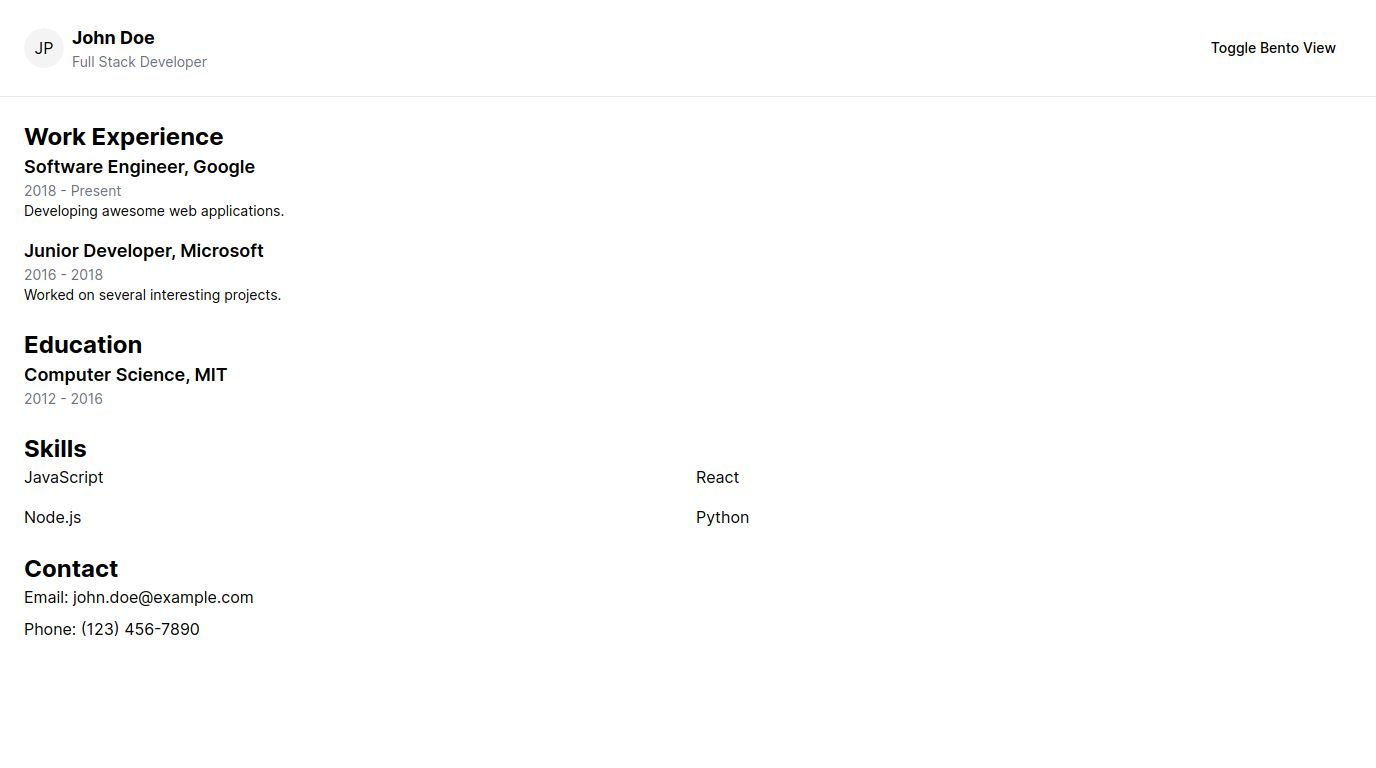 JP
John Doe
Full Stack Developer
Toggle Bento View
Work Experience
Software Engineer, Google
2018 - Present
Developing awesome web applications.
Junior Developer, Microsoft
2016 - 2018
Worked on several interesting projects.
Education
Computer Science, MIT
2012 - 2016
Skills
JavaScript
React
Node.js
Python
Contact
Email: john.doe@example.com
Phone: (123) 456-7890